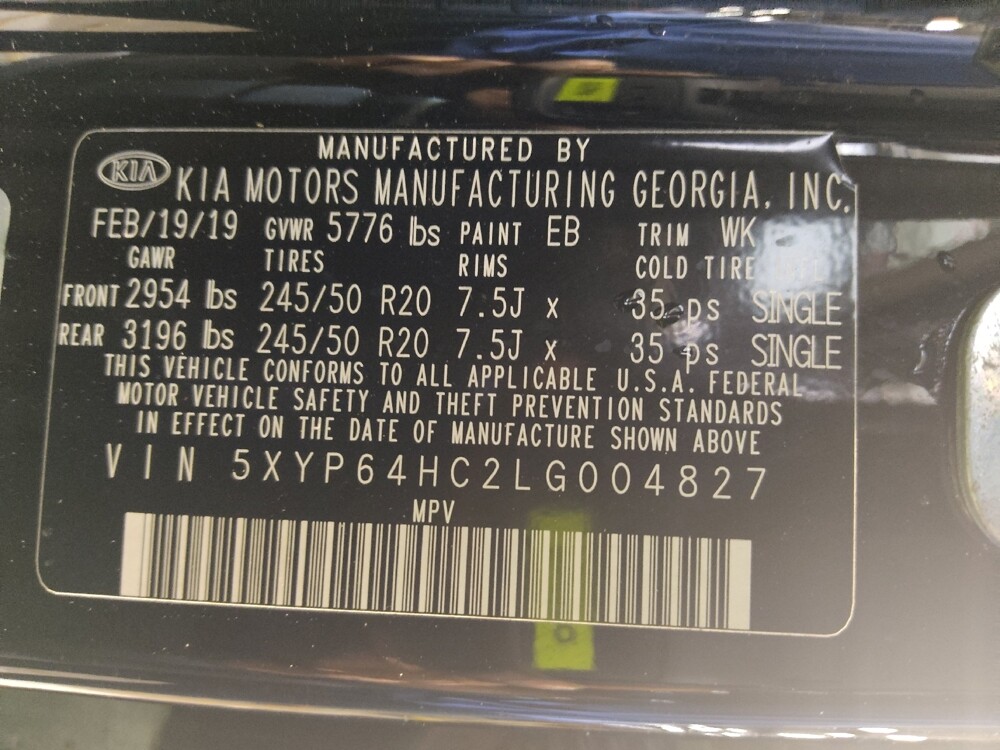 MANUFACTURED BY
KIA KIA MOTORS MANUFACTURING GEORGIA, INC.
FEB/19/19 GVWR 5776 lbs PAINT EB TRIM WK
GAWR TIRES RIMS COLD TIRE
FRONT 2954 lbs 245/50 R20 7.5J x 35 ps SINGLE
REAR 3196 lbs 245/50 R20 7.5J x 35 ps SINGLE
THIS VEHICLE CONFORMS TO ALL APPLICABLE U.S.A. FEDERAL
MOTOR VEHICLE SAFETY AND THEFT PREVENTION STANDARDS
IN EFFECT ON THE DATE OF MANUFACTURE SHOWN ABOVE
VIN 5XYP64HC2LG004827
MPV